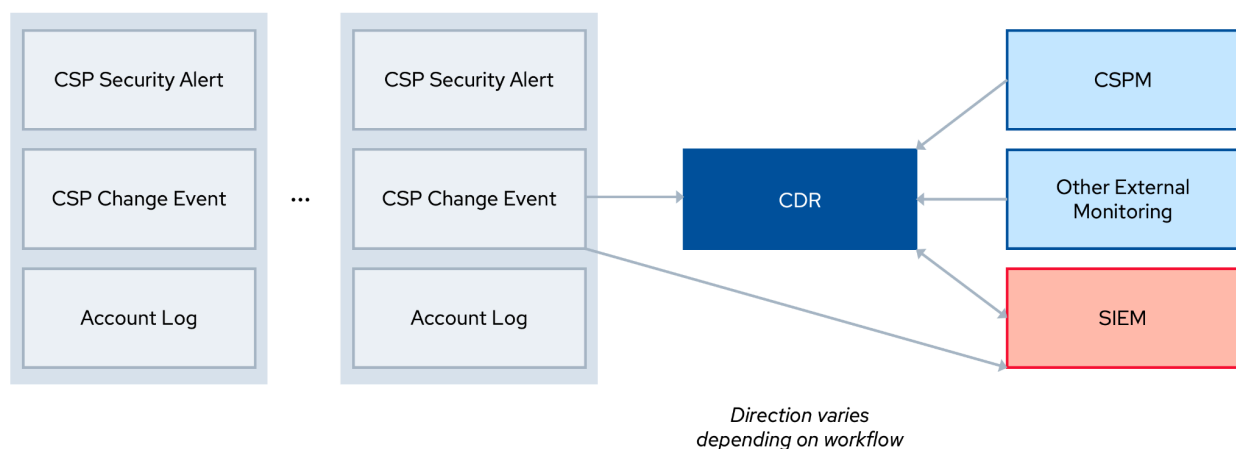 CSP Security Alert
CSP Change Event
Account Log
...
CSP Security Alert
CSP Change Event
Account Log
CDR
CSPM
Other External
Monitoring
SIEM
Direction varies
depending on workflow